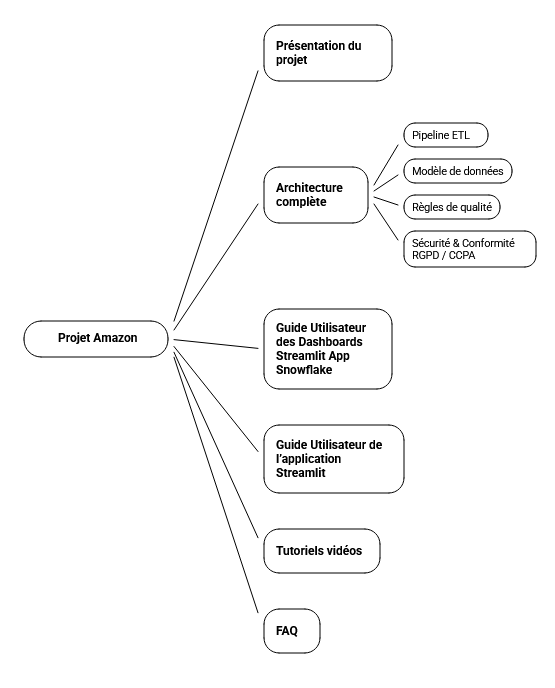 Présentation du
projet
Pipeline ETL
Modèle de données
Architecture
complète
Règles de qualité
Sécurité & Conformité
RGPD / CCPA
Projet Amazon
Guide Utilisateur
des Dashboards
Streamlit App
Snowflake
Guide Utilisateur de
l'application
Streamlit
Tutoriels vidéos
FAQ